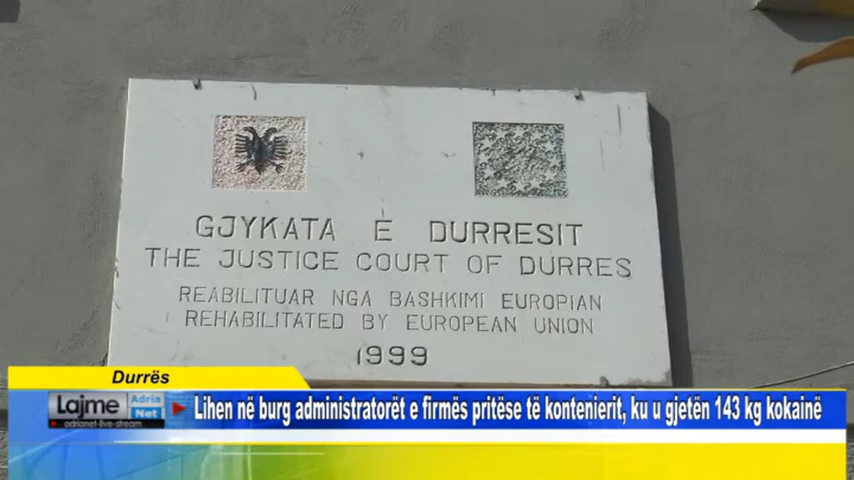 GJYKATA E DURRESIT
THE JUSTICE COURT OF DURRES
REABILITUAR NGA BASHKIMI EUROPIAN
REHABILITATED BY EUROPEAN UNION
1999
Durrës
Lajme Adria Net
adrianet-live-stream
Lihen në burg administratorët e firmës pritëse të kontenierit, ku u gjetën 143 kg kokainë